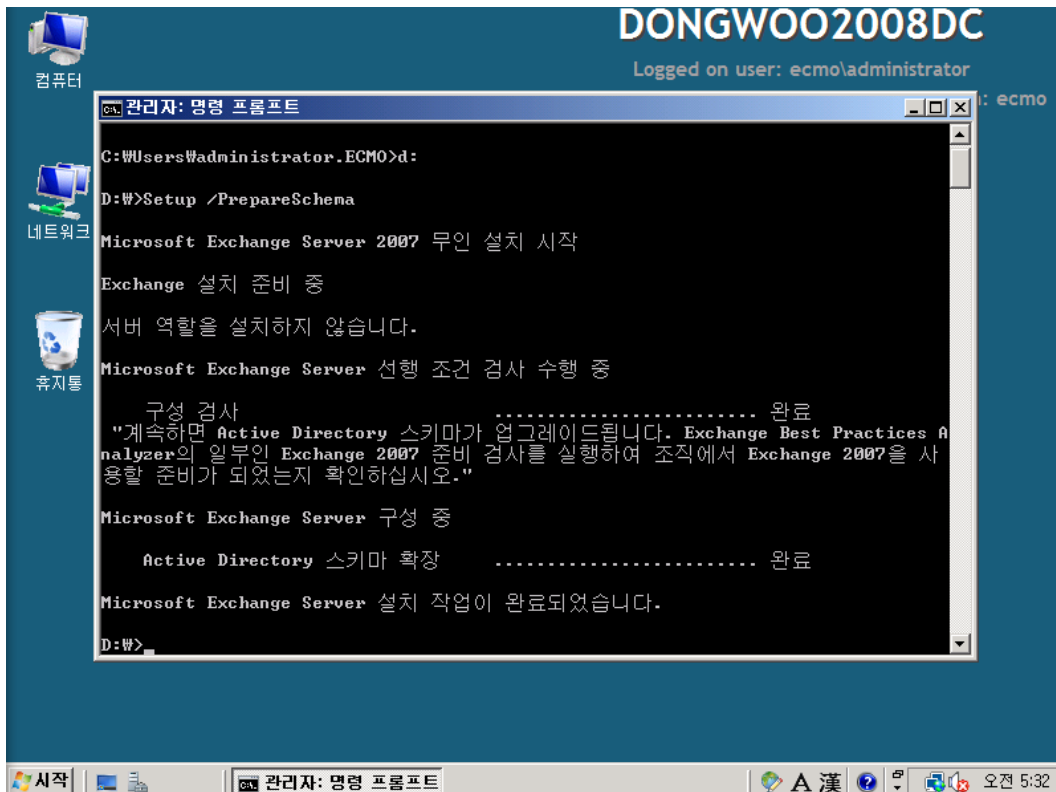 DONGWOO2008DC
Logged on user: ecmo\administrator
: ecmo
컴퓨터
네트워크
휴지통
관리자: 명령 프롬프트
C:₩Users₩administrator.ECMO>d:
D:₩>Setup /PrepareSchema
Microsoft Exchange Server 2007 무인 설치 시작
Exchange 설치 준비 중
서버 역할을 설치하지 않습니다.
Microsoft Exchange Server 선행 조건 검사 수행 중
구성 검사 ......................... 완료
"계속하면 Active Directory 스키마가 업그레이드됩니다. Exchange Best Practices A
nalyzer의 일부인 Exchange 2007 준비 검사를 실행하여 조직에서 Exchange 2007을 사
용할 준비가 되었는지 확인하십시오."
Microsoft Exchange Server 구성 중
Active Directory 스키마 확장 ......................... 완료
Microsoft Exchange Server 설치 작업이 완료되었습니다.
D:₩>_
시작
관리자: 명령 프롬프트
A 漢
오전 5:32